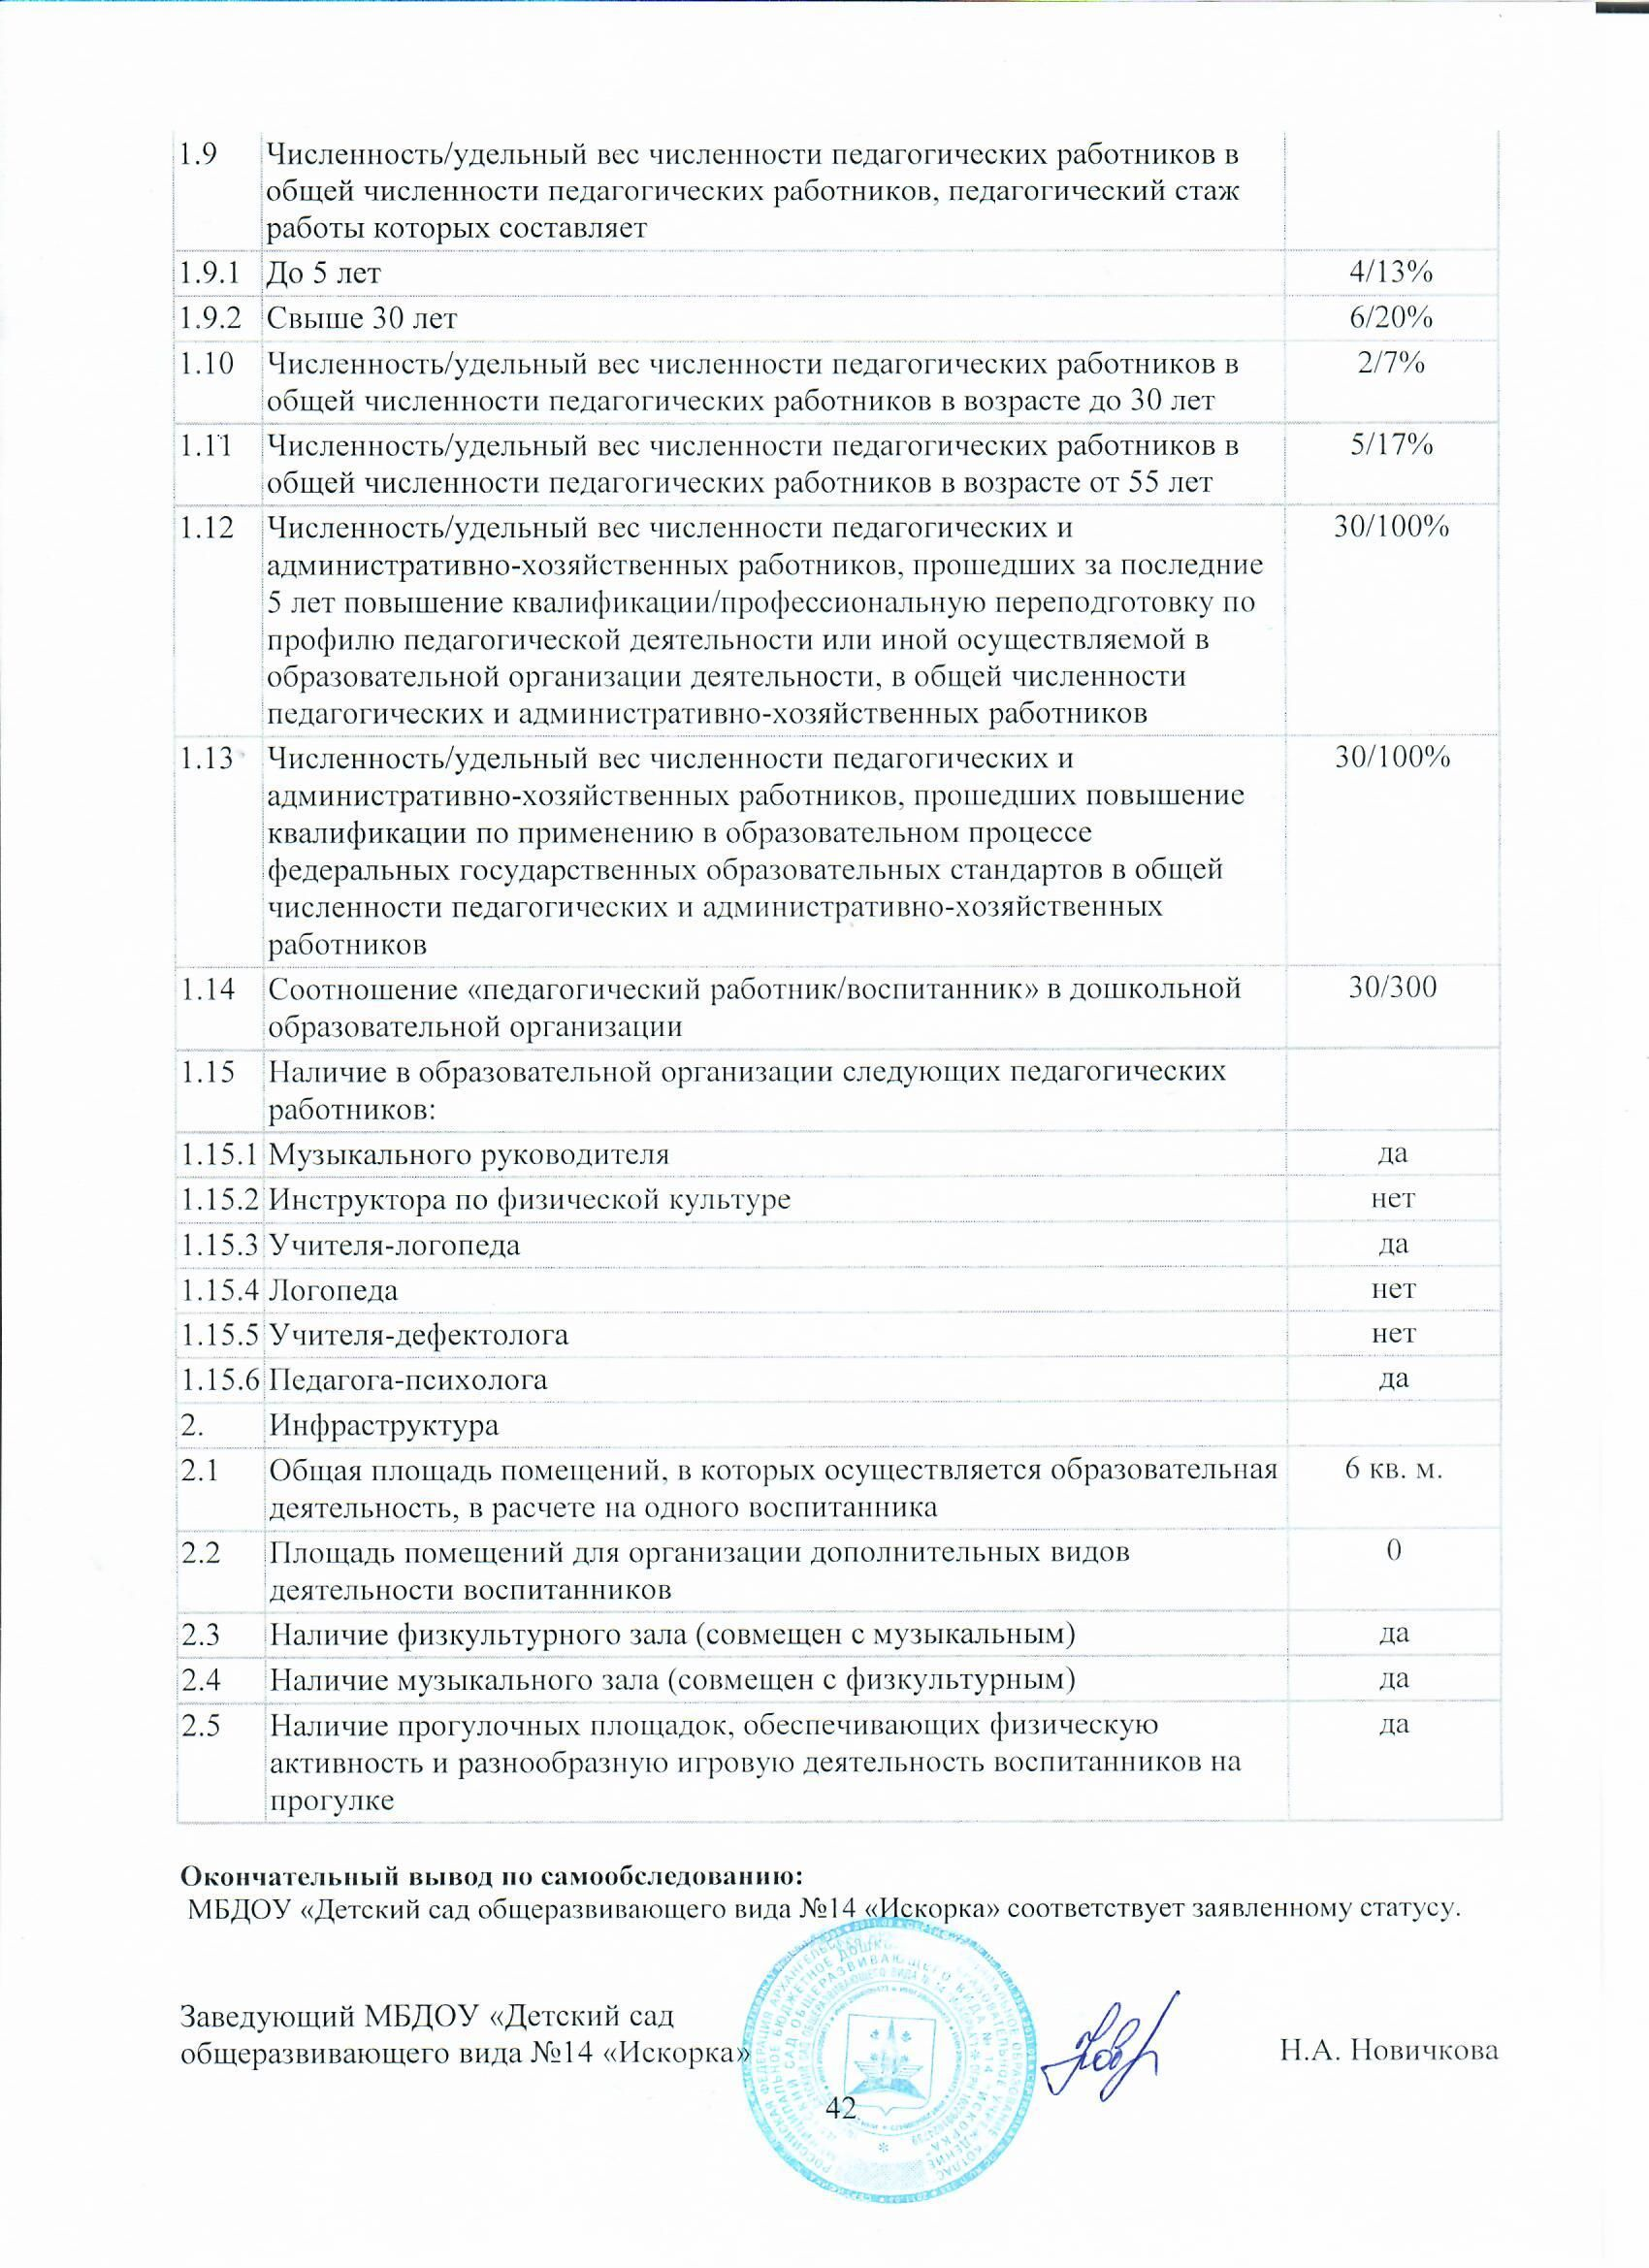 1.9 Численность/удельный вес численности педагогических работников в
общей численности педагогических работников, педагогический стаж
работы которых составляет
1.9.1 До 5 лет 4/13%
1.9.2 Свыше 30 лет 6/20%
1.10 Численность/удельный вес численности педагогических работников в 2/7%
общей численности педагогических работников в возрасте до 30 лет
1.11 Численность/удельный вес численности педагогических работников в 5/17%
общей численности педагогических работников в возрасте от 55 лет
1.12 Численность/удельный вес численности педагогических и 30/100%
административно-хозяйственных работников, прошедших за последние
5 лет повышение квалификации/профессиональную переподготовку по
профилю педагогической деятельности или иной осуществляемой в
образовательной организации деятельности, в общей численности
педагогических и административно-хозяйственных работников
1.13 Численность/удельный вес численности педагогических и 30/100%
административно-хозяйственных работников, прошедших повышение
квалификации по применению в образовательном процессе
федеральных государственных образовательных стандартов в общей
численности педагогических и административно-хозяйственных
работников
1.14 Соотношение «педагогический работник/воспитанник» в дошкольной 30/300
образовательной организации
1.15 Наличие в образовательной организации следующих педагогических
работников:
1.15.1 Музыкального руководителя да
1.15.2 Инструктора по физической культуре нет
1.15.3 Учителя-логопеда да
1.15.4 Логопеда нет
1.15.5 Учителя-дефектолога нет
1.15.6 Педагога-психолога да
2. Инфраструктура
2.1 Общая площадь помещений, в которых осуществляется образовательная 6 кв. м.
деятельность, в расчете на одного воспитанника
2.2 Площадь помещений для организации дополнительных видов 0
деятельности воспитанников
2.3 Наличие физкультурного зала (совмещен с музыкальным) да
2.4 Наличие музыкального зала (совмещен с физкультурным) да
2.5 Наличие прогулочных площадок, обеспечивающих физическую да
активность и разнообразную игровую деятельность воспитанников на
прогулке
Окончательный вывод по самообследованию:
МБДОУ «Детский сад общеразвивающего вида №14 «Искорка» соответствует заявленному статусу.
Заведующий МБДОУ «Детский сад
общеразвивающего вида №14 «Искорка» Н.А. Новичкова
42